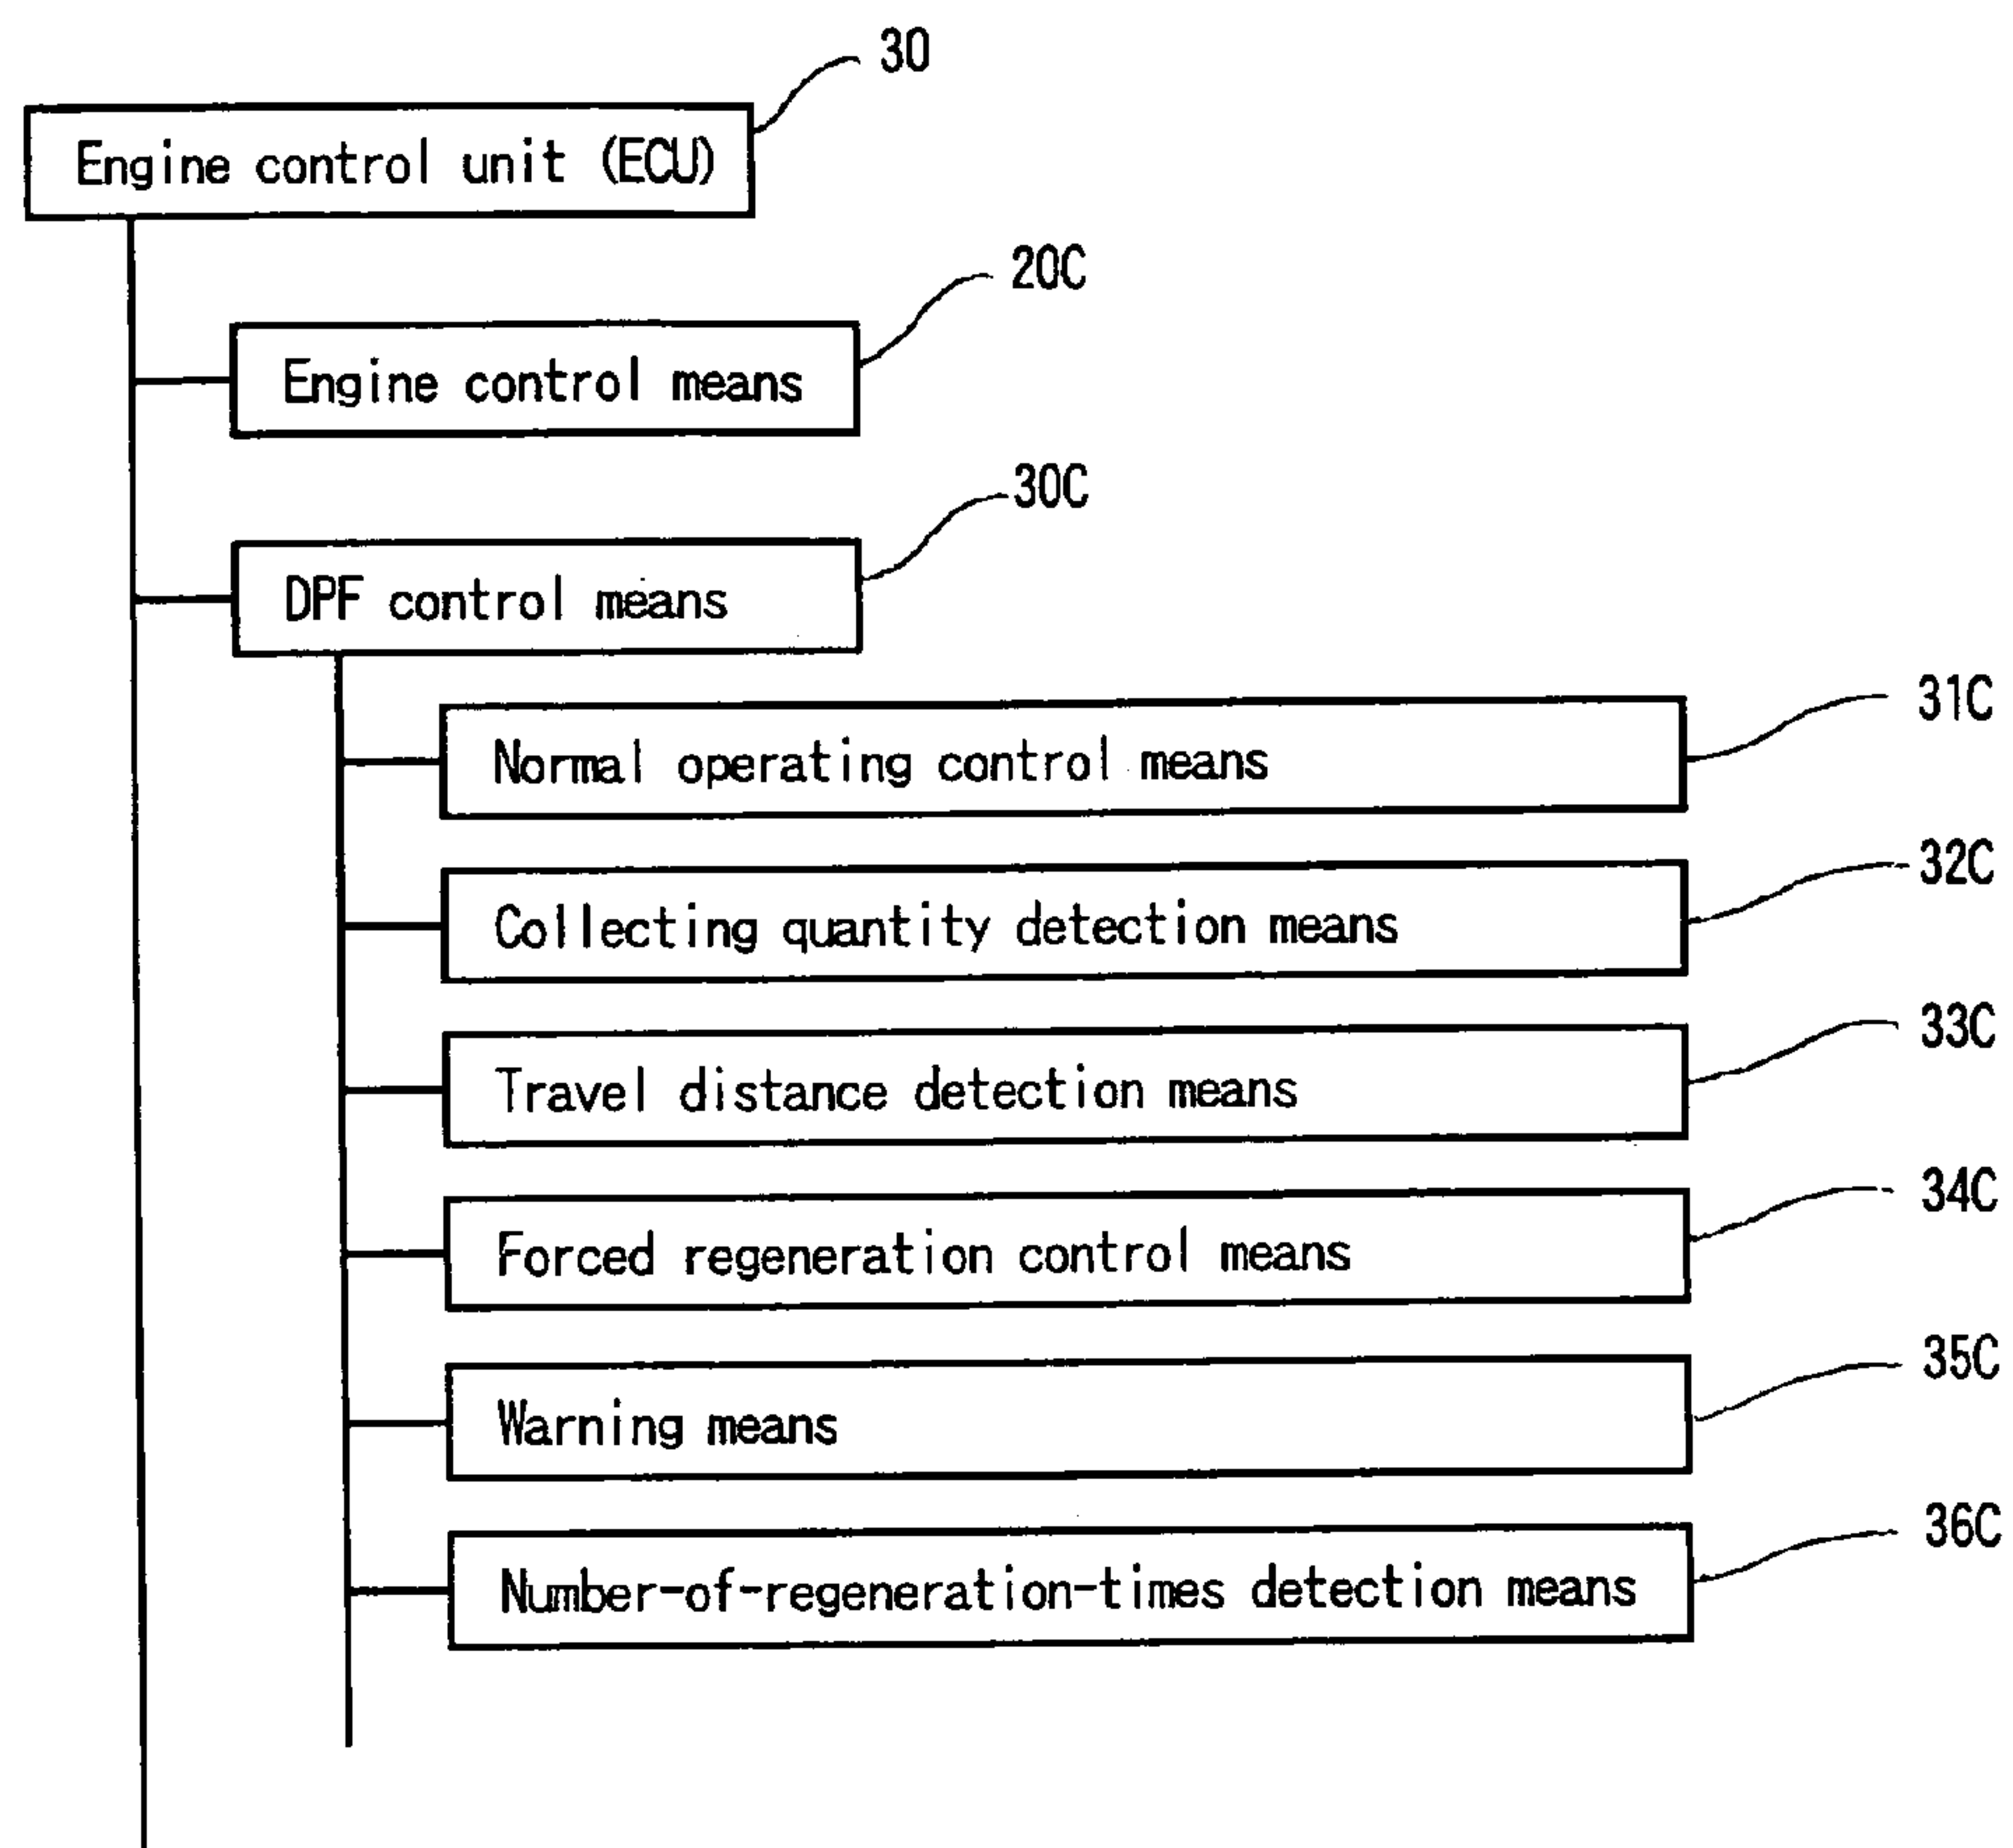 30
Engine control unit (ECU)
20C
Engine control means
30C
DPF control means
31C
Normal operating control means
32C
Collecting quantity detection means
33C
Travel distance detection means
34C
Forced regeneration control means
35C
Warning means
36C
Number-of-regeneration-times detection means